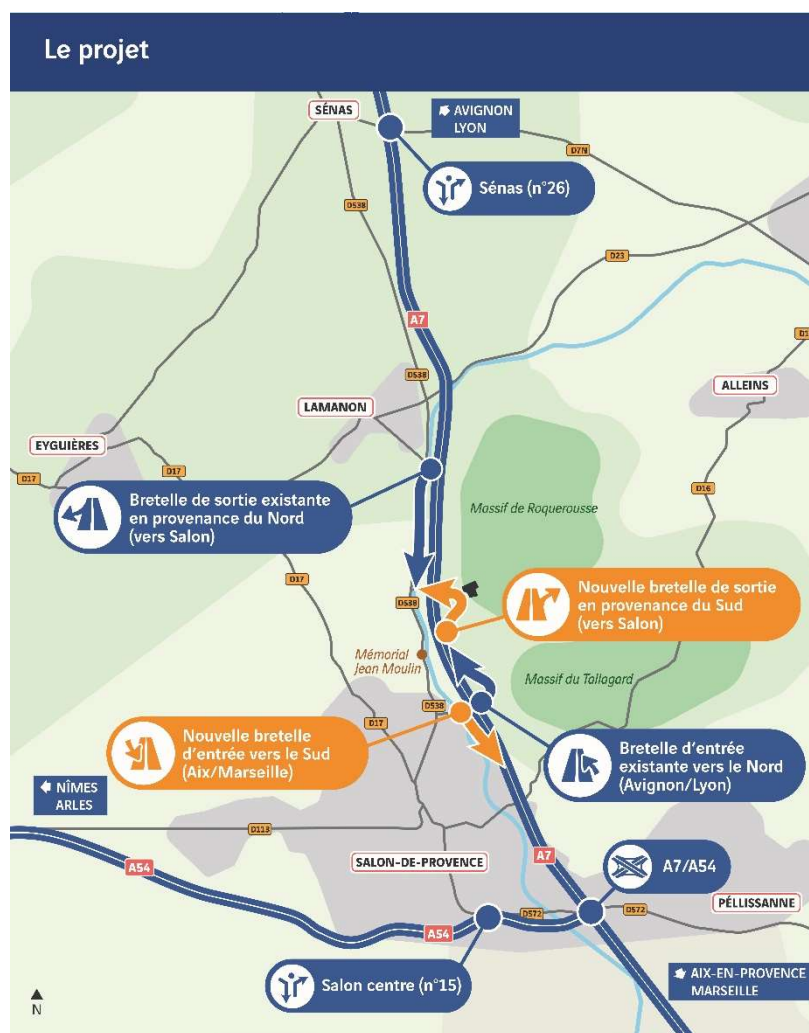 Le projet
SÉNAS
AVIGNON
LYON
D7N
Sénas (n°26)
D538
D23
A7
D1
D538
LAMANON
ALLEINS
EYGUIÈRES
D17
D17
D16
Bretelle de sortie existante
en provenance du Nord
(vers Salon)
Massif de Roquerousse
D17
D538
Nouvelle bretelle de sortie
en provenance du Sud
(vers Salon)
Mémorial
Jean Moulin
Massif du Tallagard
D538
D17
Nouvelle bretelle
d'entrée vers le Sud
(Aix/Marseille)
Bretelle d'entrée
existante vers le Nord
(Avignon/Lyon)
NÎMES
ARLES
D113
A54
SALON-DE-PROVENCE
A7
A7/A54
PÉLLISSANNE
D572
D572
A54
Salon centre (n°15)
AIX-EN-PROVENCE
MARSEILLE
N